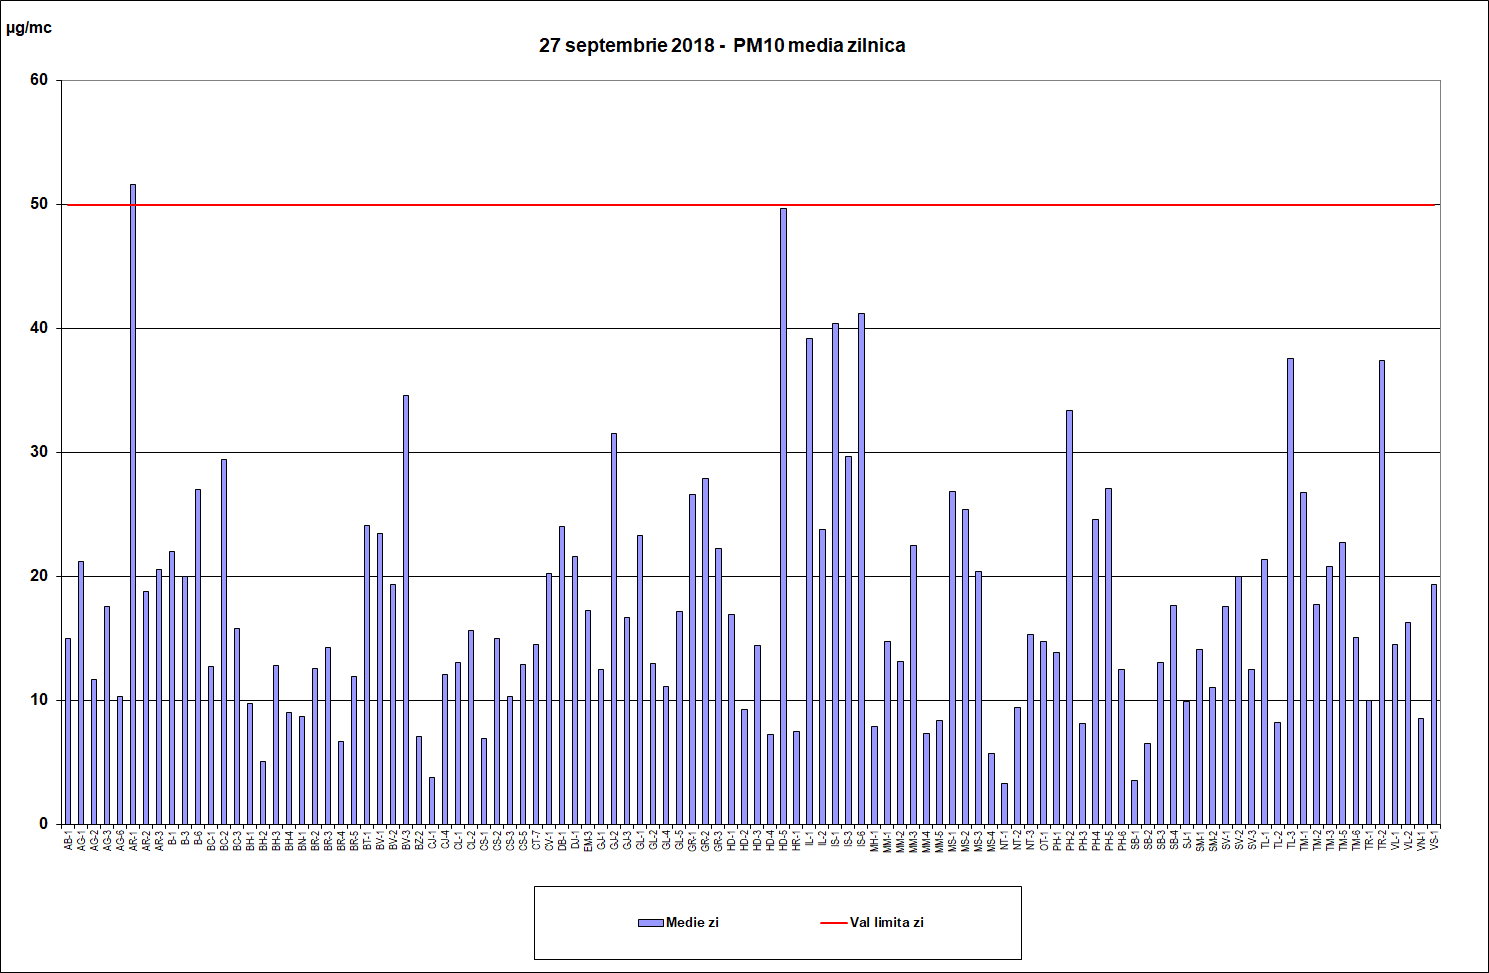 µg/mc
27 septembrie 2018 - PM10 media zilnica
60
50
40
30
20
10
0
AB-1 AG-1 AG-2 AG-3 AG-6 AR-1 AR-2 AR-3 B-1 B-3 B-6 BC-1 BC-2 BC-3 BH-1 BH-2 BH-3 BH-4 BN-1 BR-2 BR-3 BR-4 BR-5 BT-1 BV-1 BV-2 BV-3 BZ-2 CJ-1 CJ-4 CL-1 CL-2 CS-1 CS-2 CS-3 CS-5 CT-7 CV-1 DB-1 DJ-1 EM-3 GJ-1 GJ-2 GJ-3 GL-1 GL-2 GL-4 GL-5 GR-1 GR-2 GR-3 HD-1 HD-2 HD-3 HD-4 HD-5 HR-1 IL-1 IL-2 IS-1 IS-3 IS-6 MH-1 MM-1 MM-2 MM-3 MM-4 MM-5 MS-1 MS-2 MS-3 MS-4 NT-1 NT-2 NT-3 OT-1 PH-1 PH-2 PH-3 PH-4 PH-5 PH-6 SB-1 SB-2 SB-3 SB-4 SJ-1 SM-1 SM-2 SV-1 SV-2 SV-3 TL-1 TL-2 TL-3 TM-1 TM-2 TM-3 TM-5 TM-6 TR-1 TR-2 VL-1 VL-2 VN-1 VS-1
Medie zi
Val limita zi